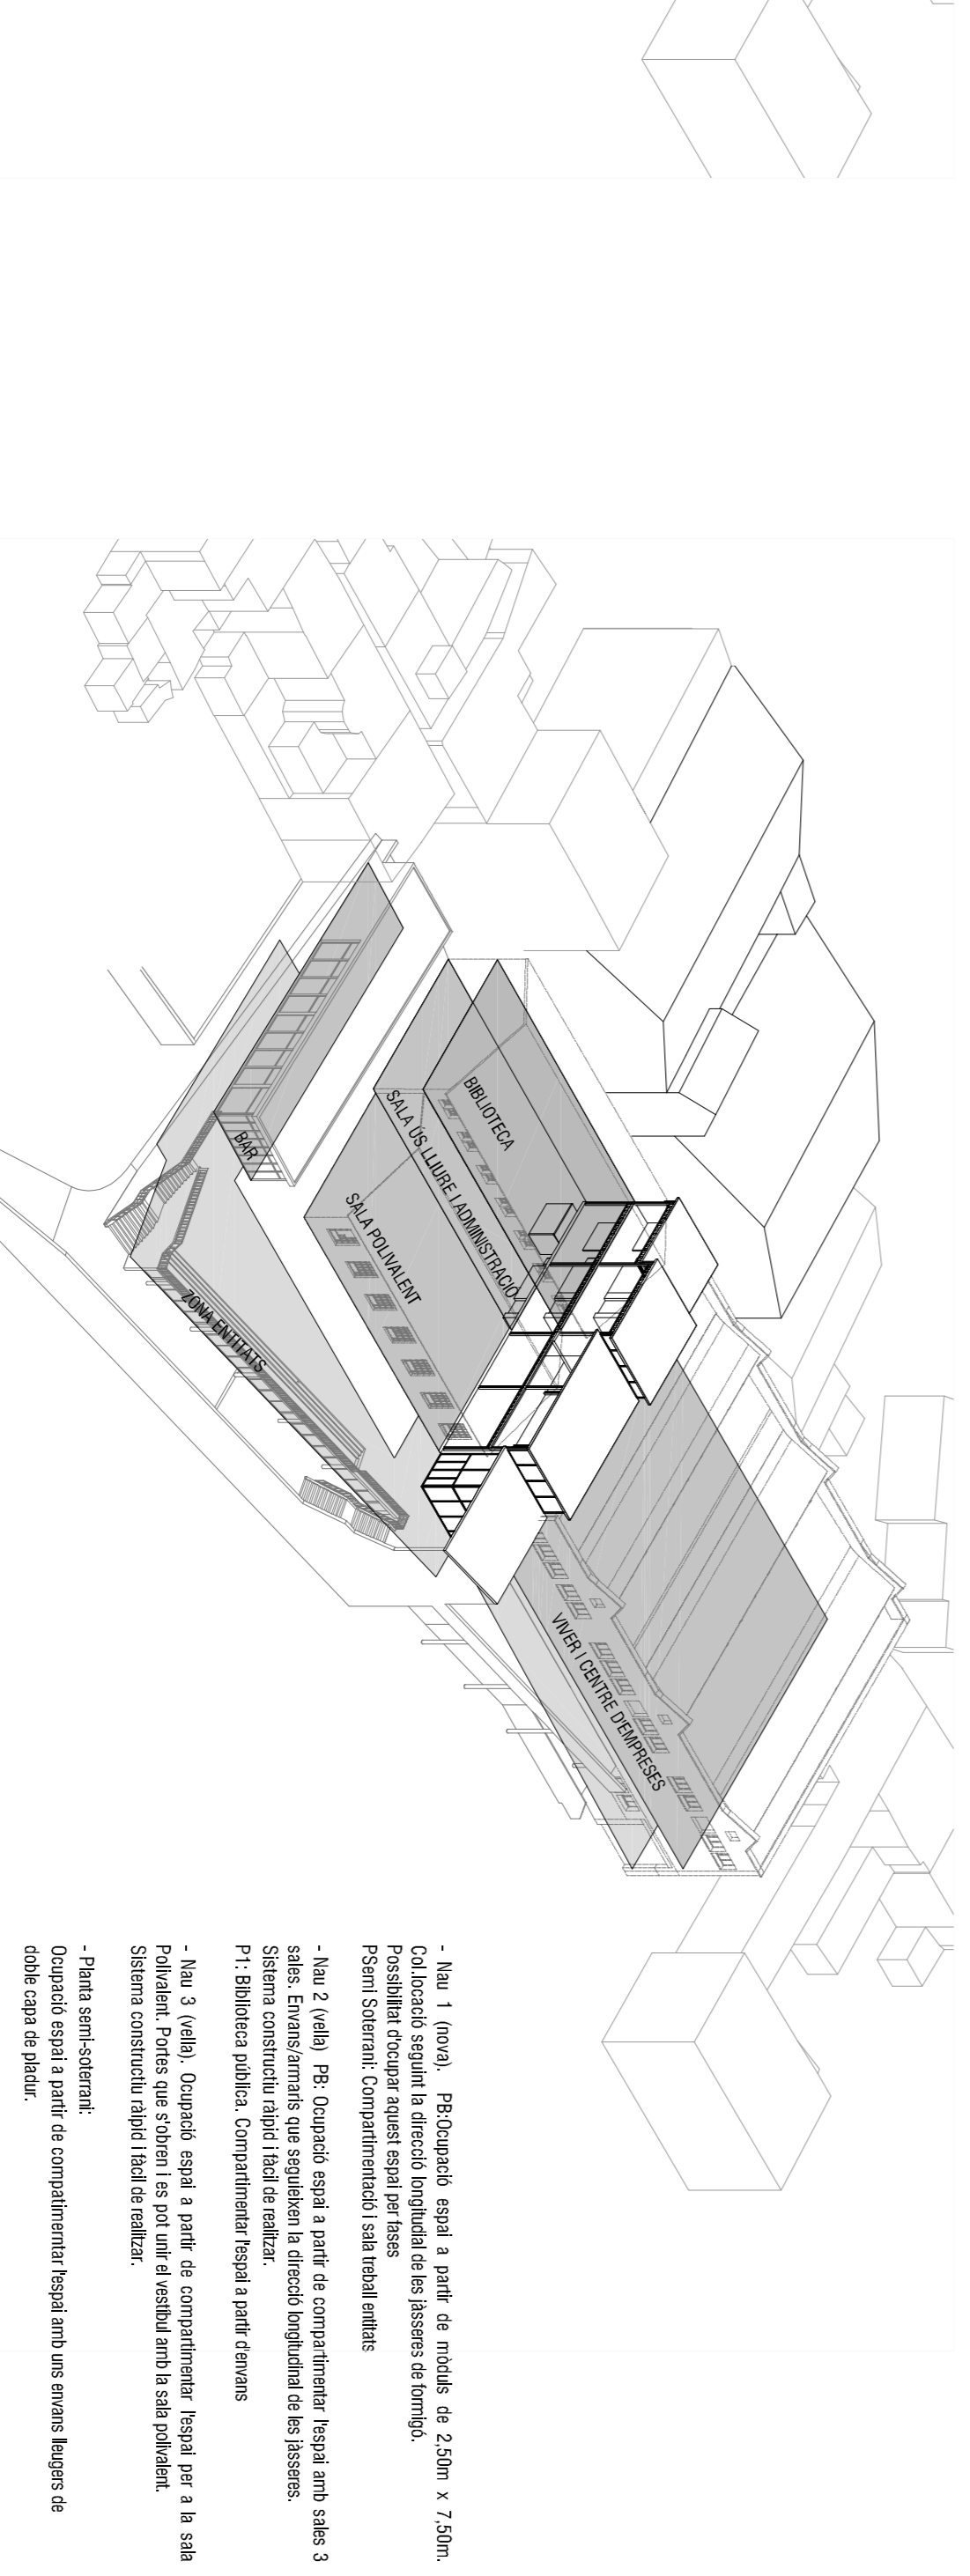 BIBLIOTECA
SALA ÚS LLIURE I ADMINISTRACIÓ
SALA POLIVALENT
BAR
ZONA ENTITATS
VIVER I CENTRE D'EMPRESES
- Nau 1 (nova). PB:Ocupació espai a partir de mòduls de 2,50m x 7,50m.
Col.locació seguint la direcció longitudial de les jàsseres de formigó.
Possibilitat d'ocupar aquest espai per fases
PSemi Soterrani: Compartimentació i sala treball entitats
- Nau 2 (vella) PB: Ocupació espai a partir de compartimentar l'espai amb sales 3
sales. Envans/armaris que segueixen la direcció longitudinal de les jàsseres.
Sistema constructiu ràipid i fàcil de realitzar.
P1: Biblioteca pública. Compartimentar l'espai a partir d'envans
- Nau 3 (vella). Ocupació espai a partir de compartimentar l'espai per a la sala
Polivalent. Portes que s'obren i es pot unir el vestíbul amb la sala polivalent.
Sistema constructiu ràipid i fàcil de realitzar.
- Planta semi-soterrani:
Ocupació espai a partir de compatimerntar l'espai amb uns envans lleugers de
doble capa de pladur.